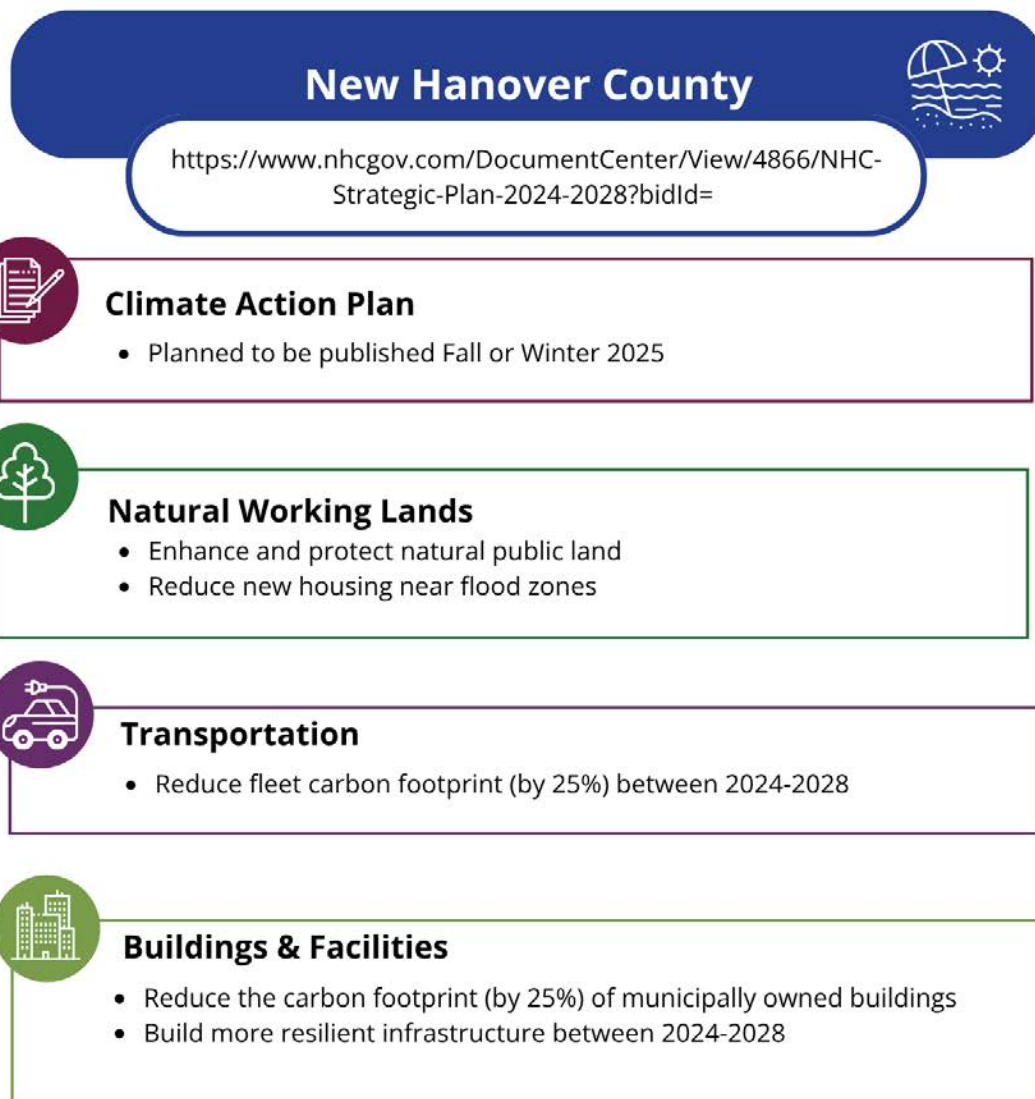 New Hanover County
https://www.nhcgov.com/DocumentCenter/View/4866/NHC-
Strategic-Plan-2024-2028?bidId=
Climate Action Plan
• Planned to be published Fall or Winter 2025
Natural Working Lands
• Enhance and protect natural public land
• Reduce new housing near flood zones
Transportation
• Reduce fleet carbon footprint (by 25%) between 2024-2028
Buildings & Facilities
• Reduce the carbon footprint (by 25%) of municipally owned buildings
• Build more resilient infrastructure between 2024-2028